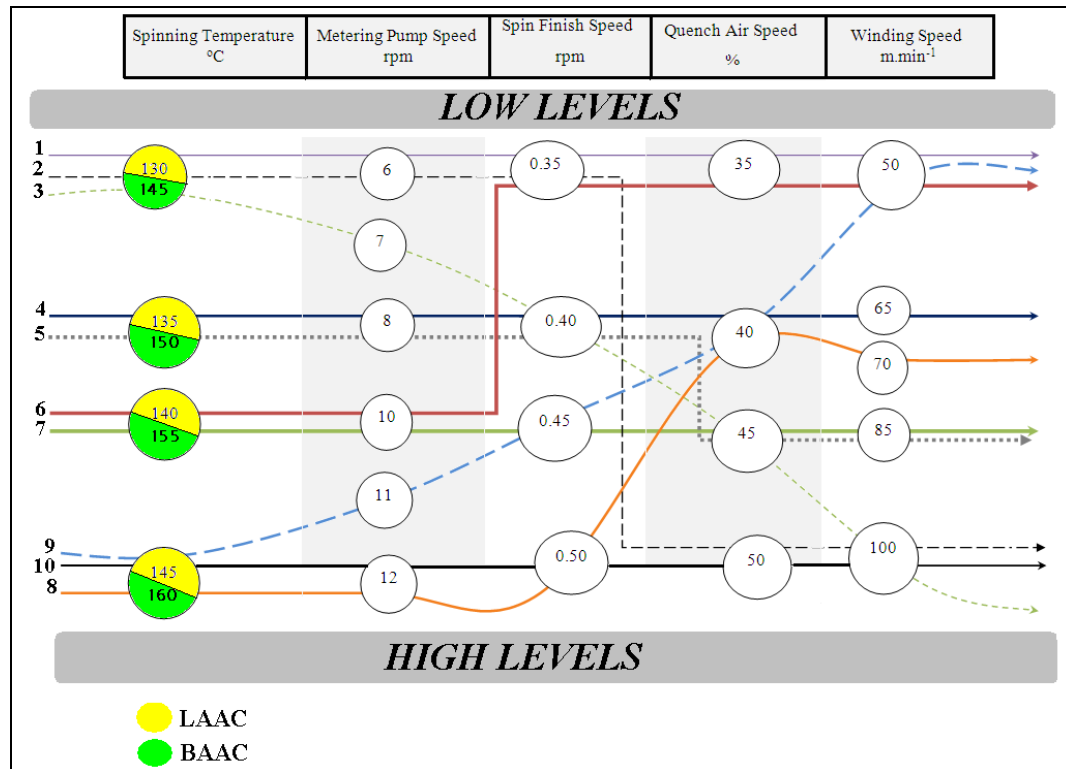 Spinning Temperature
°C
Metering Pump Speed
rpm
Spin Finish Speed
rpm
Quench Air Speed
%
Winding Speed
m.min-1
LOW LEVELS
1
2
3
130
145
6
0.35
35
50
7
4
5
135
150
8
0.40
40
65
70
6
7
140
155
10
0.45
45
85
11
9
10
8
145
160
12
0.50
50
100
HIGH LEVELS
LAAC
BAAC